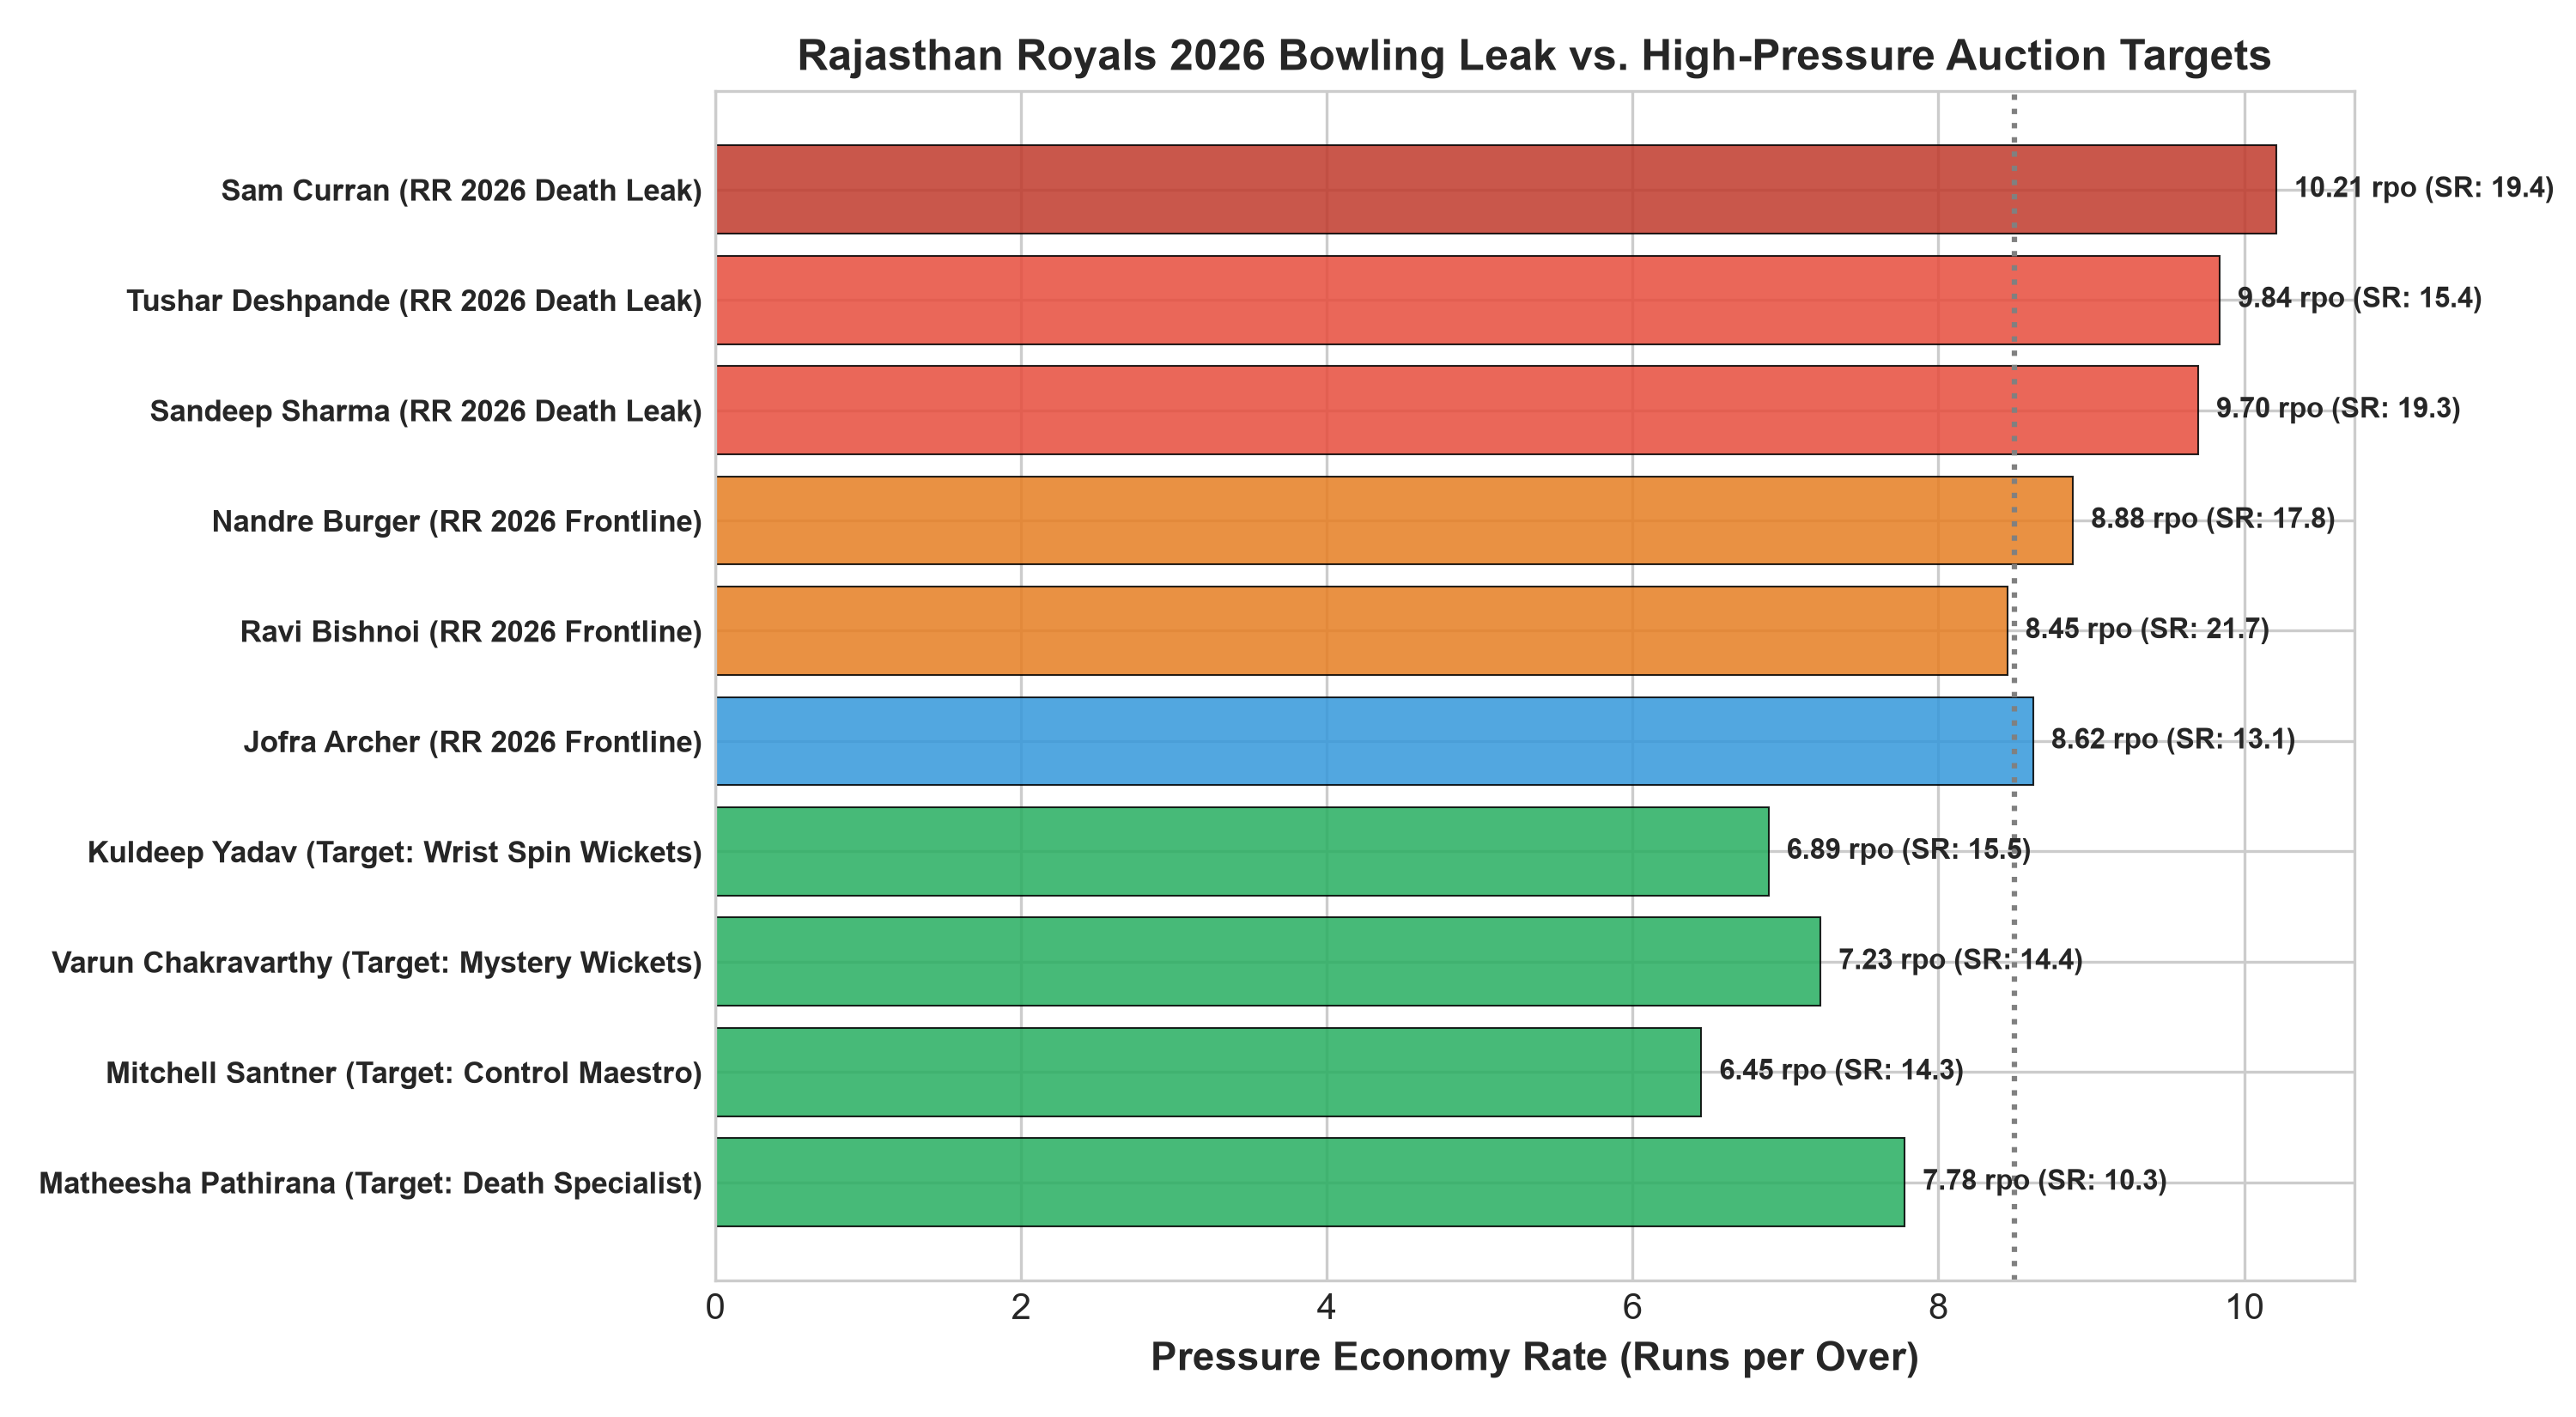 Rajasthan Royals 2026 Bowling Leak vs. High-Pressure Auction Targets
Sam Curran (RR 2026 Death Leak) 10.21 rpo (SR: 19.4)
Tushar Deshpande (RR 2026 Death Leak) 9.84 rpo (SR: 15.4)
Sandeep Sharma (RR 2026 Death Leak) 9.70 rpo (SR: 19.3)
Nandre Burger (RR 2026 Frontline) 8.88 rpo (SR: 17.8)
Ravi Bishnoi (RR 2026 Frontline) 8.45 rpo (SR: 21.7)
Jofra Archer (RR 2026 Frontline) 8.62 rpo (SR: 13.1)
Kuldeep Yadav (Target: Wrist Spin Wickets) 6.89 rpo (SR: 15.5)
Varun Chakravarthy (Target: Mystery Wickets) 7.23 rpo (SR: 14.4)
Mitchell Santner (Target: Control Maestro) 6.45 rpo (SR: 14.3)
Matheesha Pathirana (Target: Death Specialist) 7.78 rpo (SR: 10.3)
0 2 4 6 8 10
Pressure Economy Rate (Runs per Over)